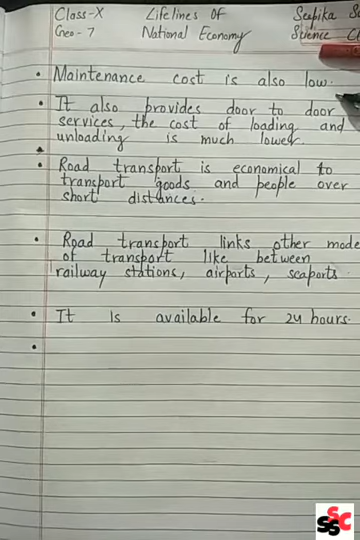 Class-X Lifelines Of
Geo-7 National Economy Science
• Maintenance cost is also low.
• It also provides door to door
services, the cost of loading and
unloading is much lower.
• Road transport is economical to
transport goods and people over
short distances.
• Road transport links other mode
of transport like between
railway stations, airports, seaports
• It is available for 24 hours.
•
SSSC